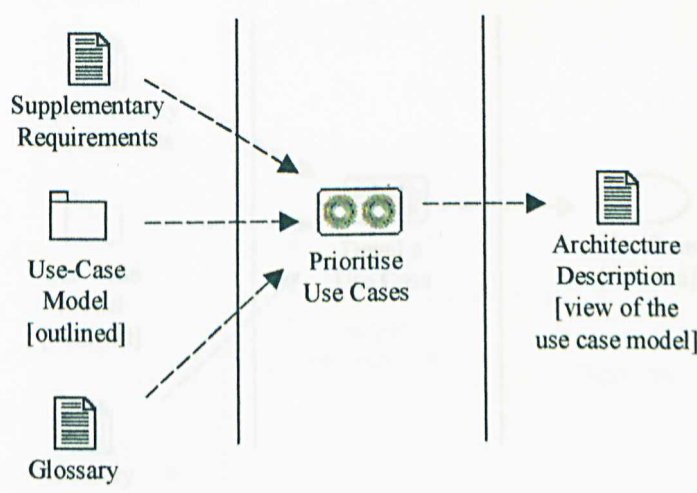 Supplementary
Requirements
Use-Case
Model
[outlined]
Glossary
Prioritise
Use Cases
Architecture
Description
[view of the
use case model]